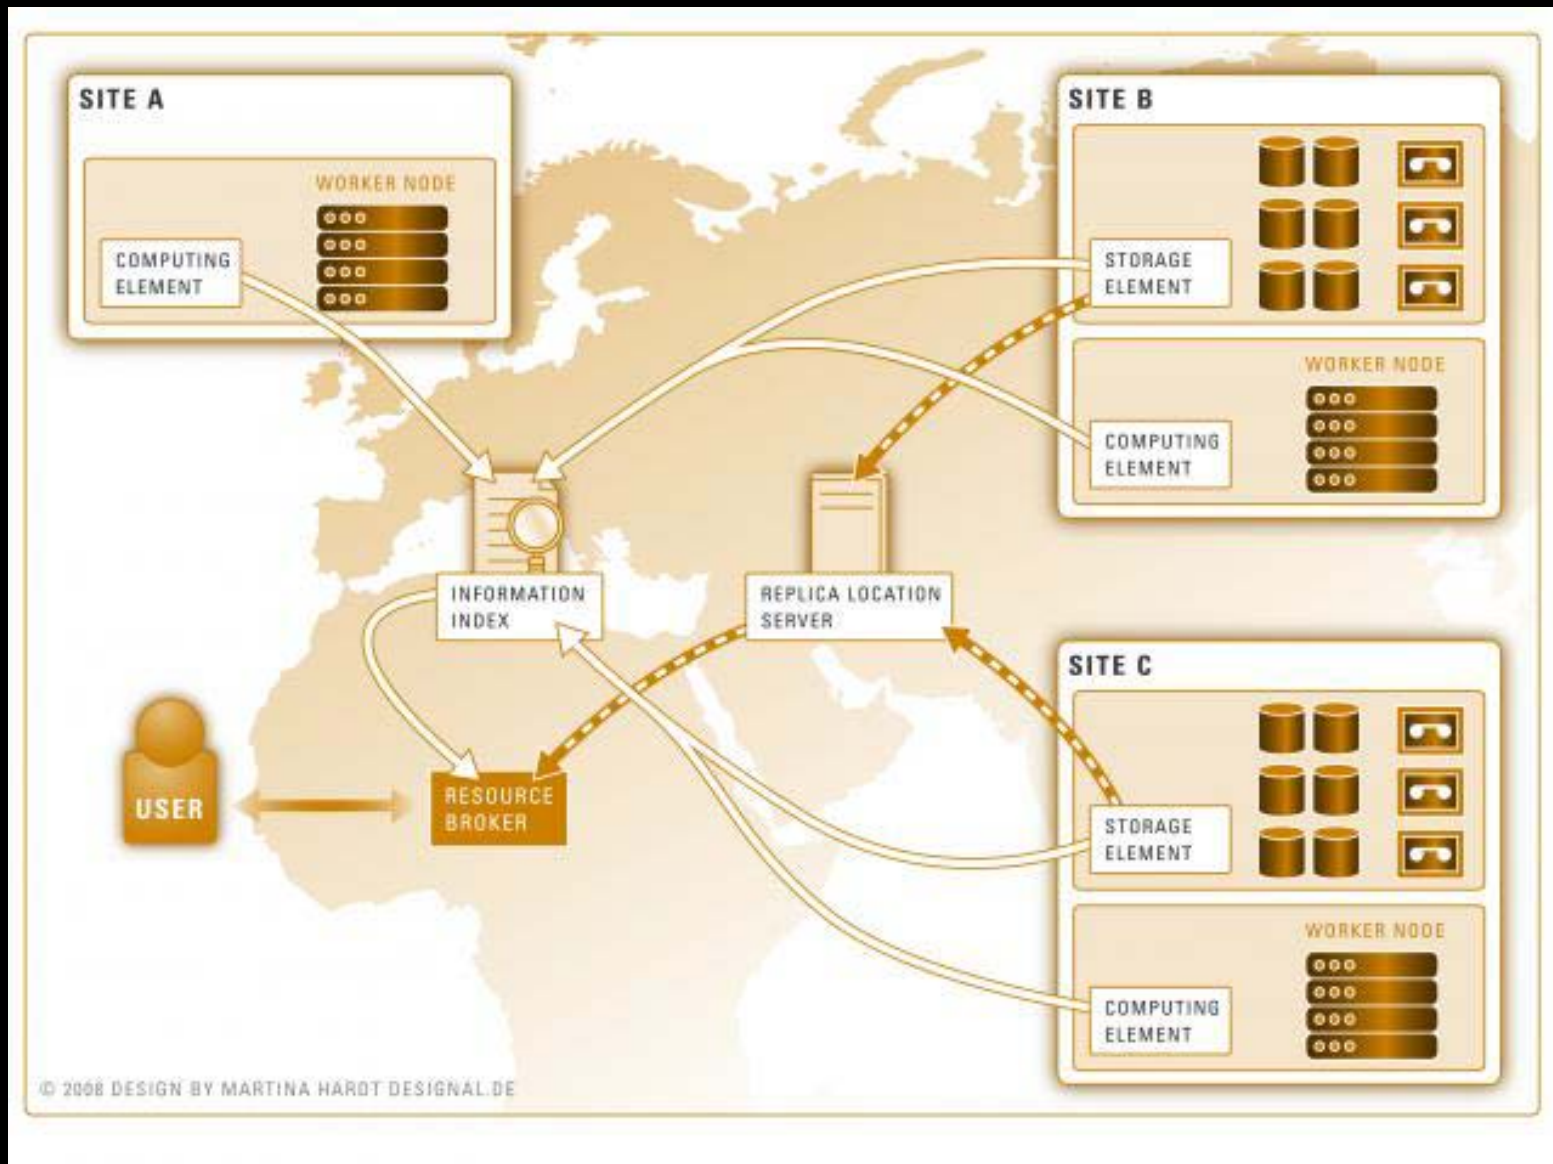 SITE A
WORKER NODE
COMPUTING
ELEMENT
SITE B
STORAGE
ELEMENT
WORKER NODE
COMPUTING
ELEMENT
INFORMATION
INDEX
REPLICA LOCATION
SERVER
SITE C
USER
RESOURCE
BROKER
STORAGE
ELEMENT
WORKER NODE
COMPUTING
ELEMENT
© 2008 DESIGN BY MARTINA HARDT DESIGNAL.DE